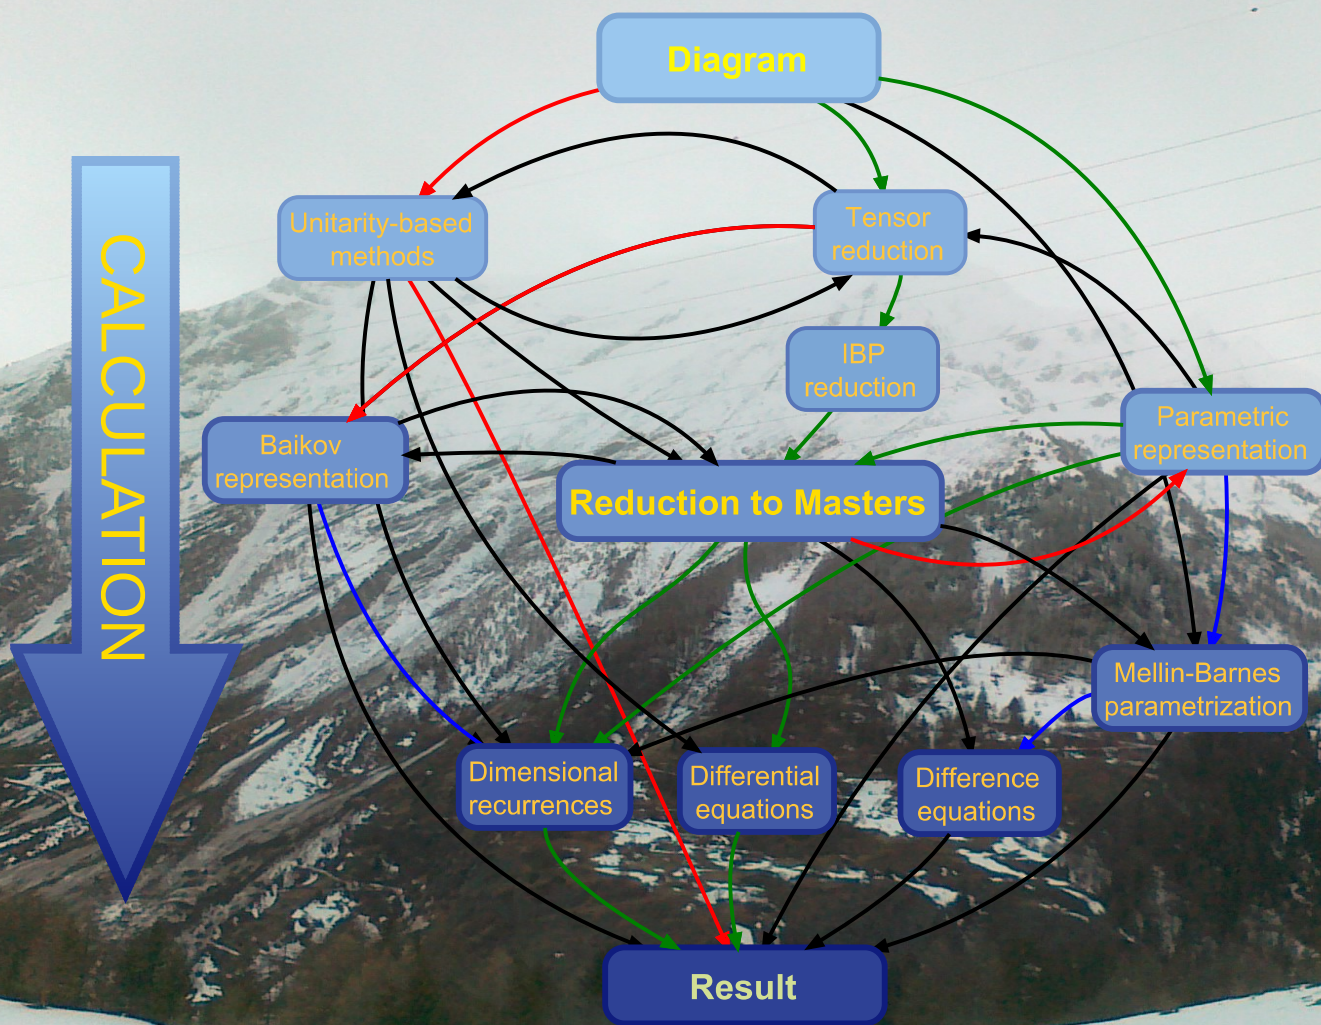 Diagram
CALCULATION
Unitarity-based
methods
Tensor
reduction
IBP
reduction
Parametric
representation
Baikov
representation
Reduction to Masters
Mellin-Barnes
parametrization
Dimensional
recurrences
Differential
equations
Difference
equations
Result